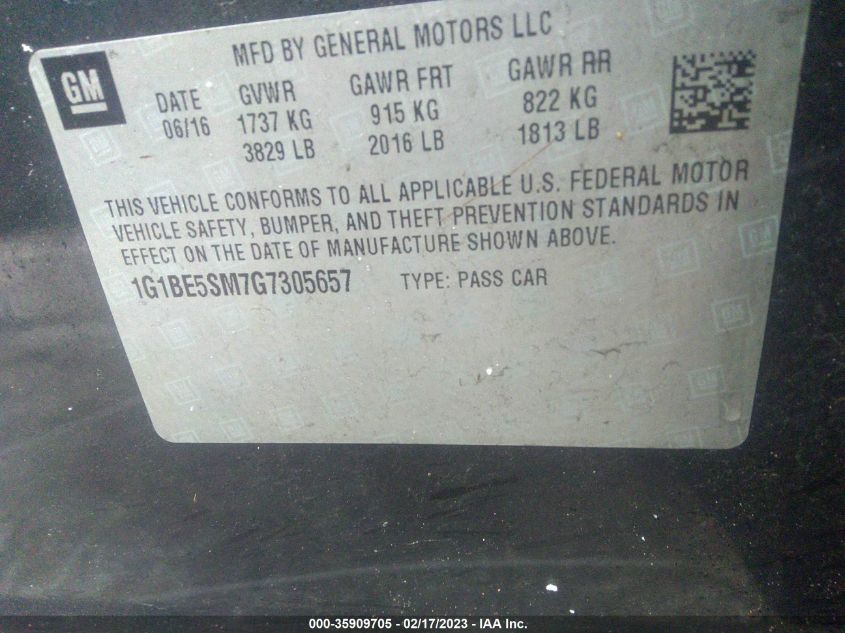 MFD BY GENERAL MOTORS LLC
GM
DATE GVWR GAWR FRT GAWR RR
06/16 1737 KG 915 KG 822 KG
3829 LB 2016 LB 1813 LB
THIS VEHICLE CONFORMS TO ALL APPLICABLE U.S. FEDERAL MOTOR
VEHICLE SAFETY, BUMPER, AND THEFT PREVENTION STANDARDS IN
EFFECT ON THE DATE OF MANUFACTURE SHOWN ABOVE.
1G1BE5SM7G7305657 TYPE: PASS CAR
000-35909705 - 02/17/2023 - IAA Inc.